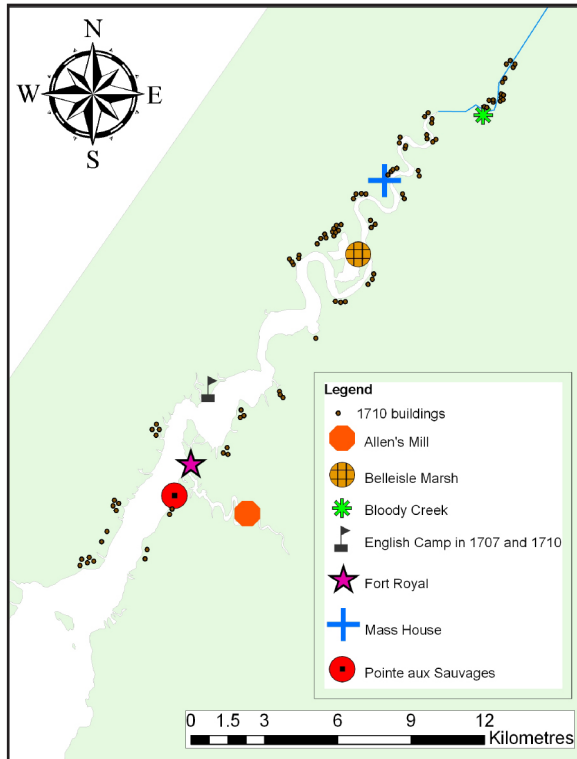 N
W E
S
Legend
1710 buildings
Allen's Mill
Belleisle Marsh
Bloody Creek
English Camp in 1707 and 1710
Fort Royal
Mass House
Pointe aux Sauvages
0 1.5 3 6 9 12
Kilometres